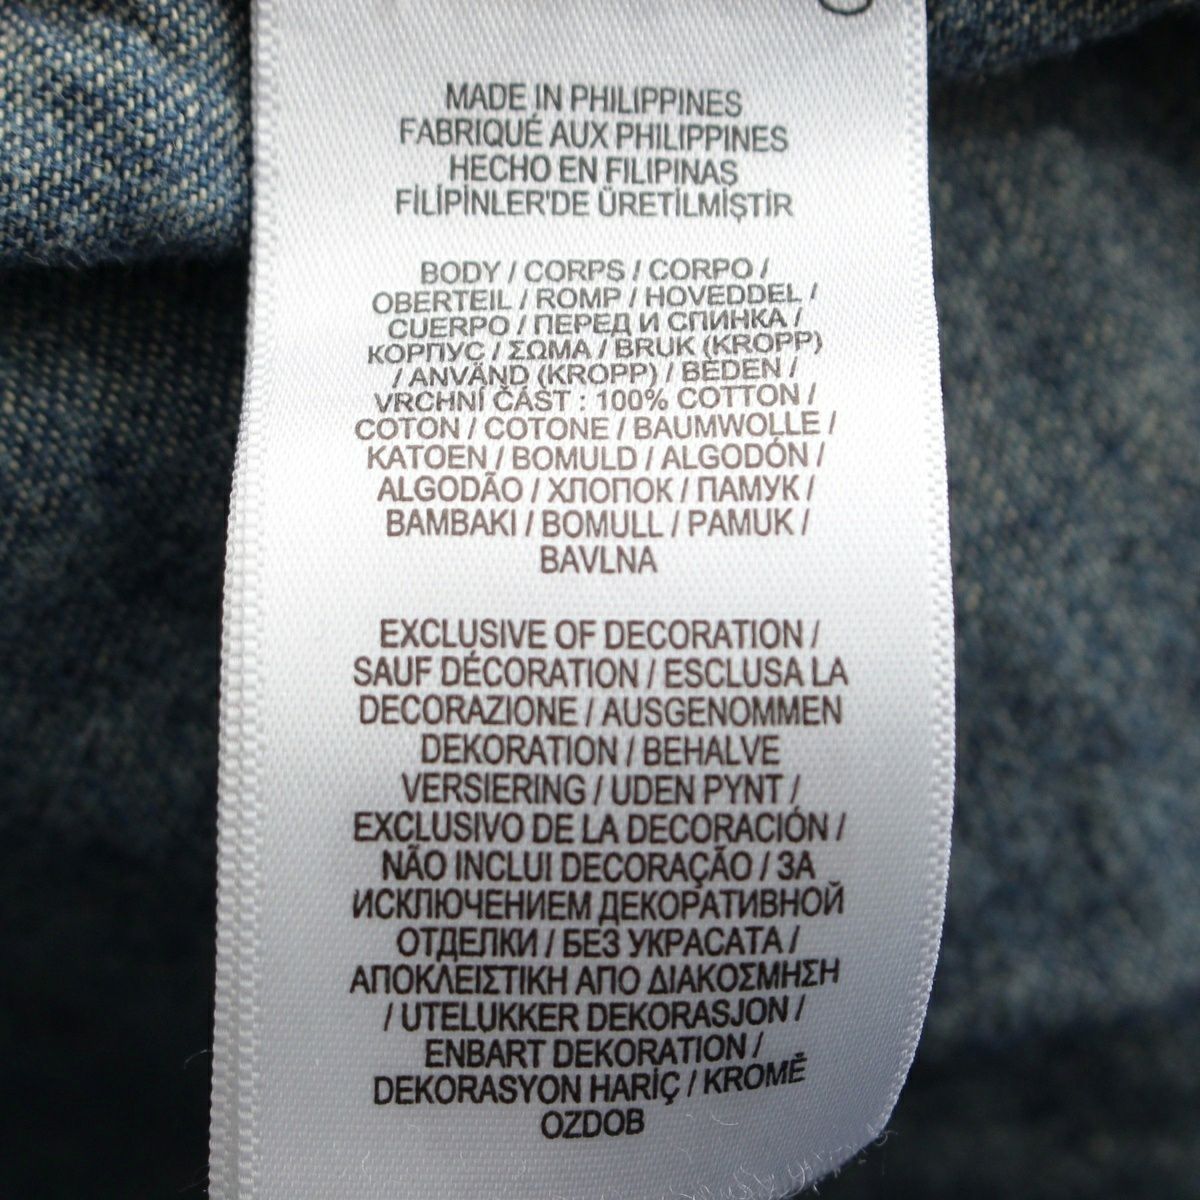 MADE IN PHILIPPINES
FABRIQUÉ AUX PHILIPPINES
HECHO EN FILIPINAS
FİLİPİNLER'DE ÜRETİLMİŞTİR
BODY / CORPS / CORPO /
OBERTEIL / ROMP / HOVEDDEL /
CUERPO / ПЕРЕД И СПИНКА /
КОРПУС / ΣΩΜΑ / BRUK (KROPP)
/ ANVÄND (KROPP) / BEDEN /
VRCHNÍ ČÁST : 100% COTTON /
COTON / COTONE / BAUMWOLLE /
KATOEN / BOMULD / ALGODÓN /
ALGODÃO / ХЛОПОК / ПАМУК /
ΒΑΜΒΑΚΙ / BOMULL / PAMUK /
BAVLNA
EXCLUSIVE OF DECORATION /
SAUF DÉCORATION / ESCLUSA LA
DECORAZIONE / AUSGENOMMEN
DEKORATION / BEHALVE
VERSIERING / UDEN PYNT /
EXCLUSIVO DE LA DECORACIÓN /
NÃO INCLUI DECORAÇÃO / ЗА
ИСКЛЮЧЕНИЕМ ДЕКОРАТИВНОЙ
ОТДЕЛКИ / БЕЗ УКРАСАТА /
ΑΠΟΚΛΕΙΣΤΙΚΗ ΑΠΟ ΔΙΑΚΟΣΜΗΣΗ
/ UTELUKKER DEKORASJON /
ENBART DEKORATION /
DEKORASYON HARİÇ / KROMĚ
OZDOB